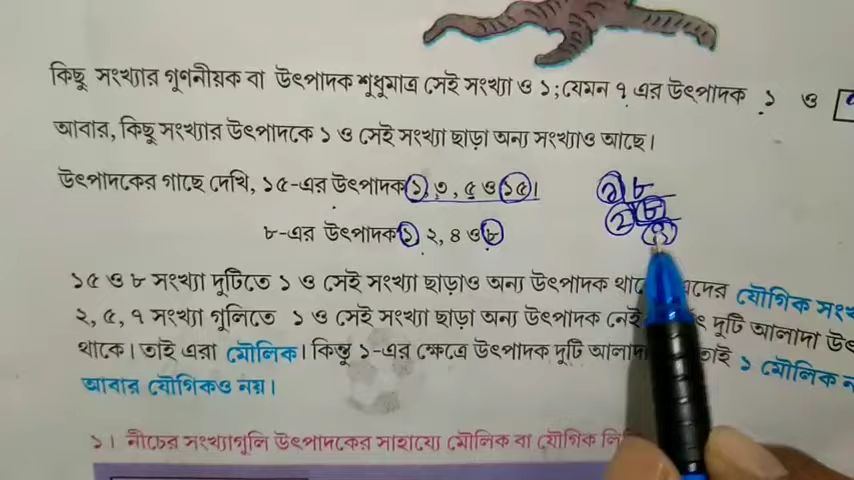 কিছু সংখ্যার গুণনীয়ক বা উৎপাদক শুধুমাত্র সেই সংখ্যা ও ১; যেমন ৭ এর উৎপাদক ১ ও
আবার, কিছু সংখ্যার উৎপাদকে ১ ও সেই সংখ্যা ছাড়া অন্য সংখ্যাও আছে।
উৎপাদকের গাছে দেখি, ১৫-এর উৎপাদক ১, ৩, ৫ ও ১৫।
৮-এর উৎপাদক ১ ২, ৪ ও ৮
১৫ ও ৮ সংখ্যা দুটিতে ১ ও সেই সংখ্যা ছাড়াও অন্য উৎপাদক যৌগিক
২, ৫, ৭ সংখ্যা গুলিতে ১ ও সেই সংখ্যা ছাড়া অন্য উৎপাদক নেই দুটি আলাদা
থাকে। তাই এরা মৌলিক। কিন্তু ১-এর ক্ষেত্রে উৎপাদক দুটি আলাদা তাই ১ মৌলিক
আবার যৌগিকও নয়।
১। নীচের সংখ্যাগুলি উৎপাদকের সাহায্যে মৌলিক বা যৌগিক